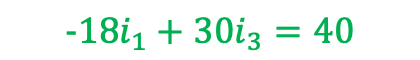 -18i₁ + 30i₃ = 40